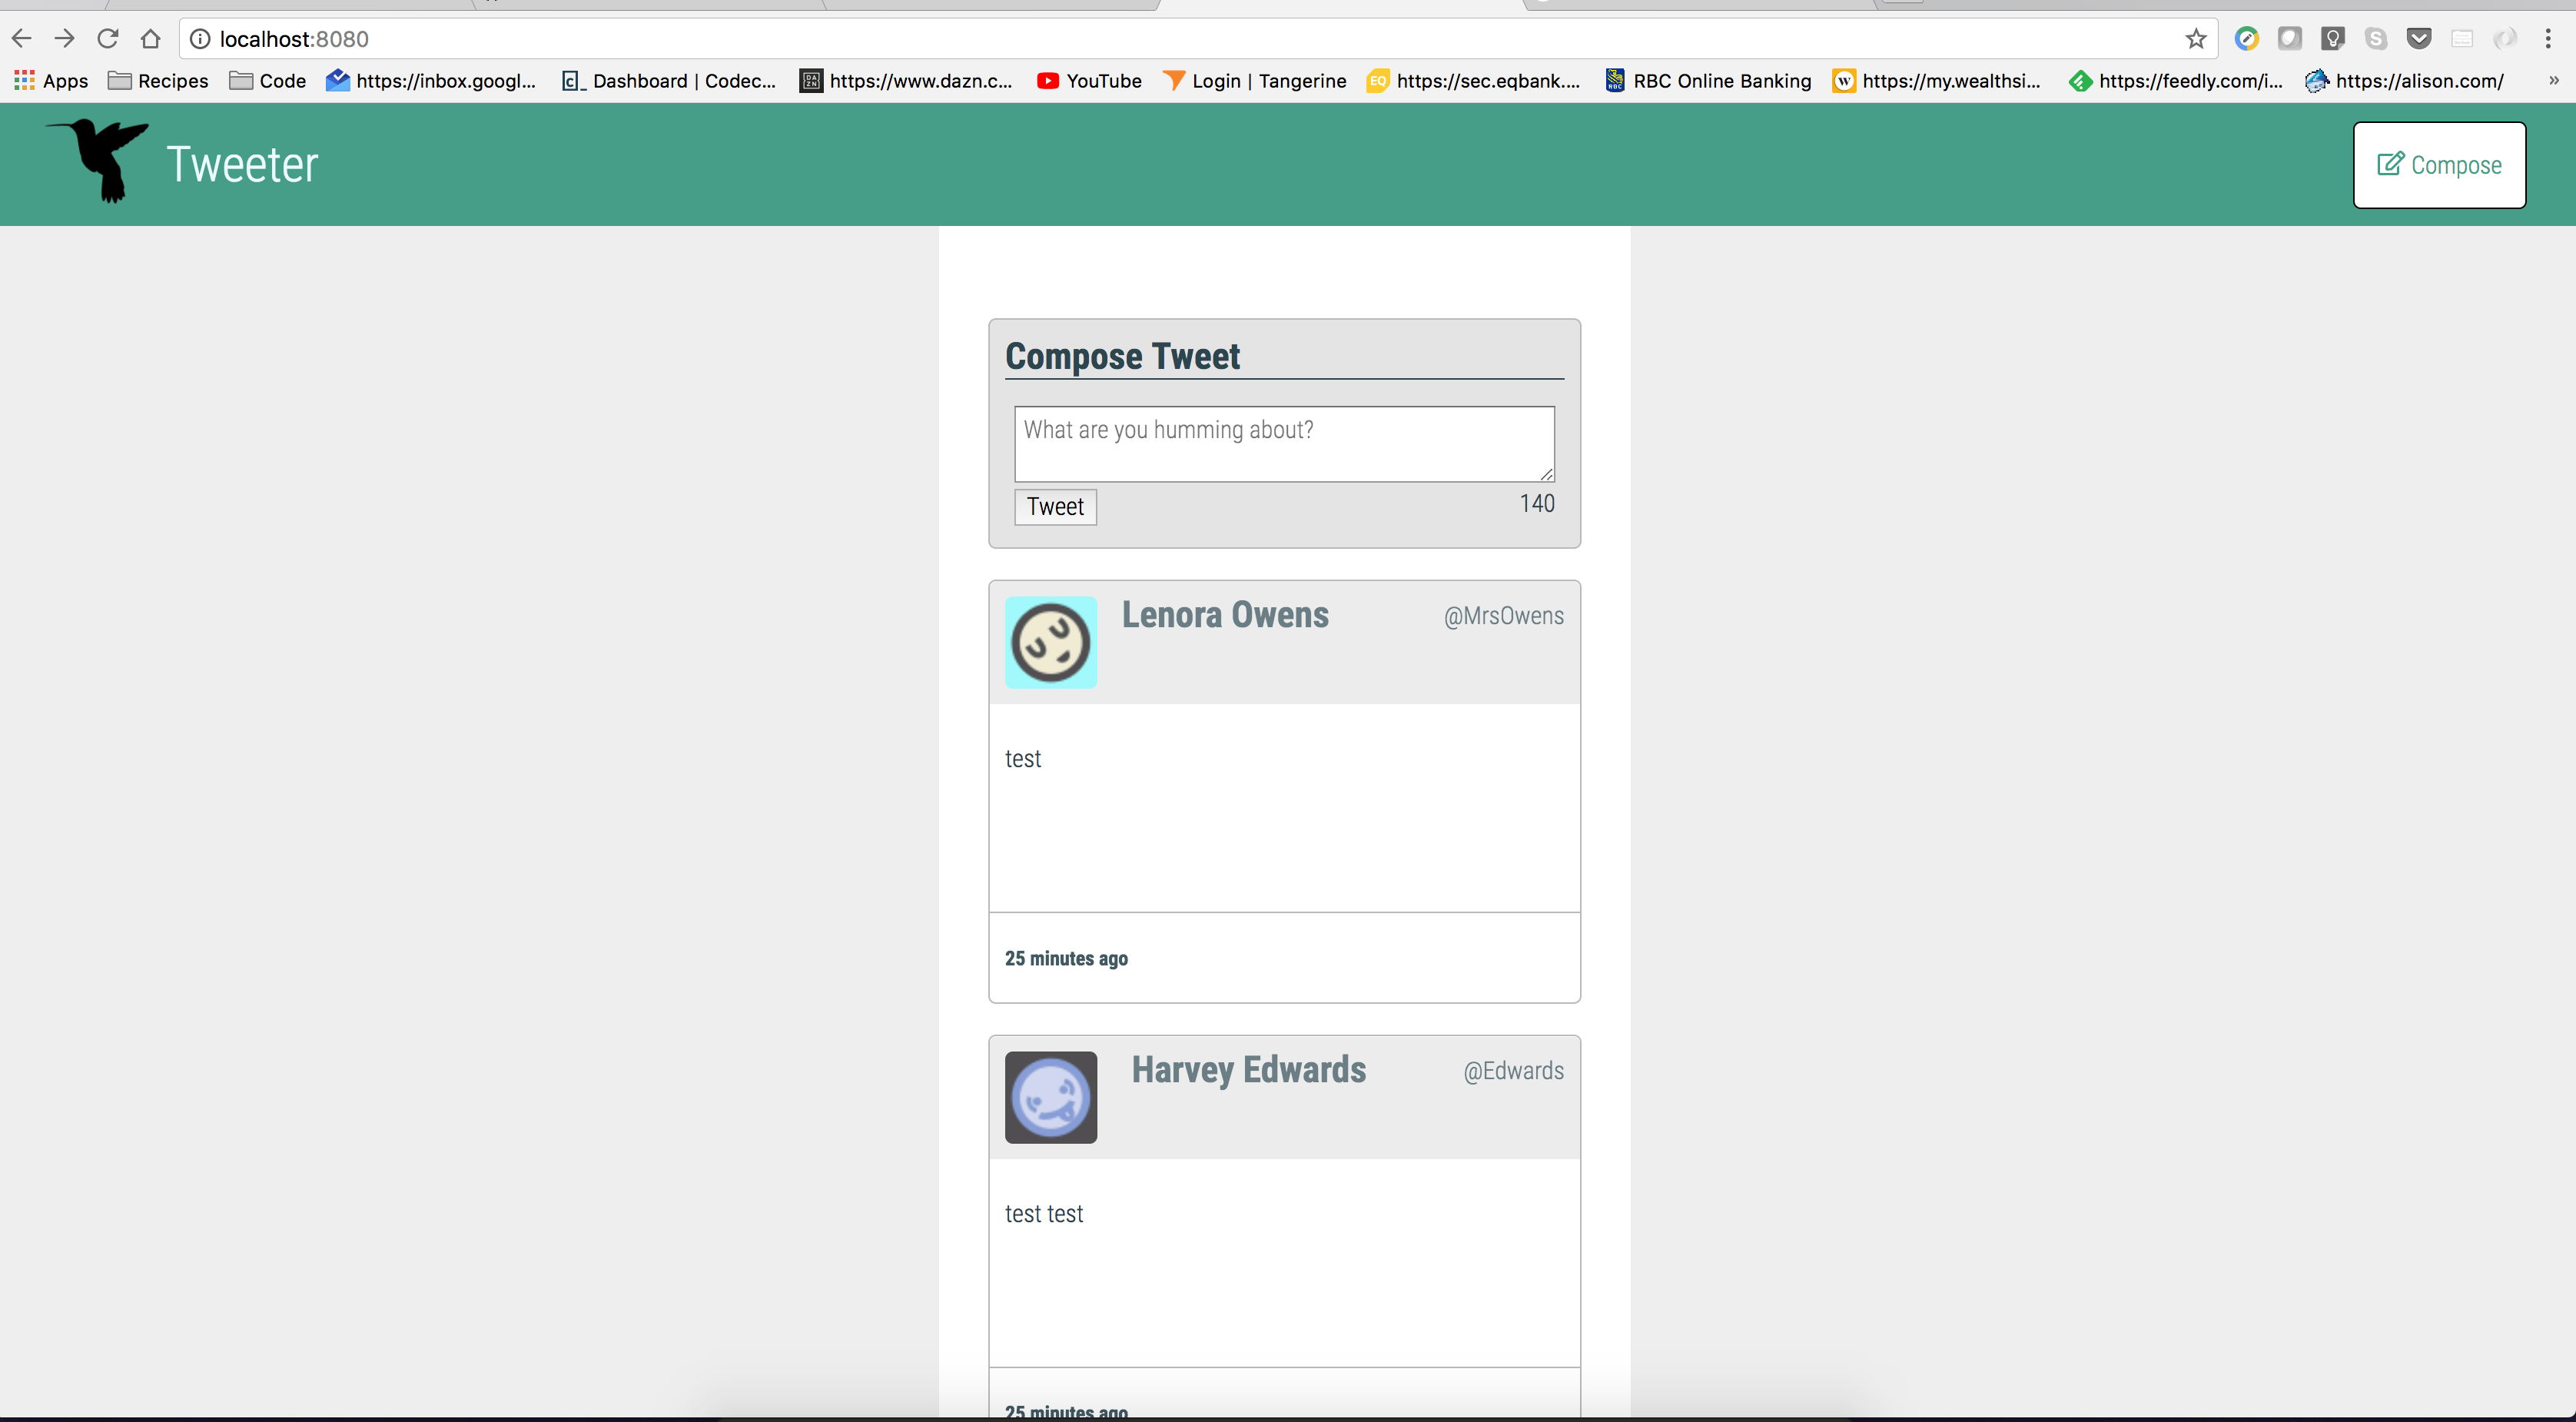 localhost:8080
Apps Recipes Code https://inbox.googl... Dashboard | Codec... https://www.dazn.c... YouTube Login | Tangerine https://sec.eqbank.... RBC Online Banking https://my.wealthsi... https://feedly.com/i... https://alison.com/ »
Tweeter
Compose
Compose Tweet
What are you humming about?
Tweet 140
Lenora Owens @MrsOwens
test
25 minutes ago
Harvey Edwards @Edwards
test test
25 minutes ago